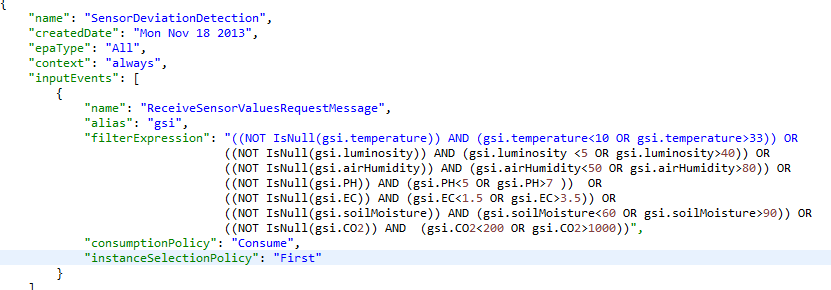 {
"name": "SensorDeviationDetection",
"createdDate": "Mon Nov 18 2013",
"epaType": "All",
"context": "always",
"inputEvents": [
{
"name": "ReceiveSensorValuesRequestMessage",
"alias": "gsi",
"filterExpression": "((NOT IsNull(gsi.temperature)) AND (gsi.temperature<10 OR gsi.temperature>33)) OR
((NOT IsNull(gsi.luminosity)) AND (gsi.luminosity <5 OR gsi.luminosity>40)) OR
((NOT IsNull(gsi.airHumidity)) AND (gsi.airHumidity<50 OR gsi.airHumidity>80)) OR
((NOT IsNull(gsi.PH)) AND (gsi.PH<5 OR gsi.PH>7 ))  OR
((NOT IsNull(gsi.EC)) AND (gsi.EC<1.5 OR gsi.EC>3.5)) OR
((NOT IsNull(gsi.soilMoisture)) AND (gsi.soilMoisture<60 OR gsi.soilMoisture>90)) OR
((NOT IsNull(gsi.CO2)) AND  (gsi.CO2<200 OR gsi.CO2>1000))",
"consumptionPolicy": "Consume",
"instanceSelectionPolicy": "First"
}
]